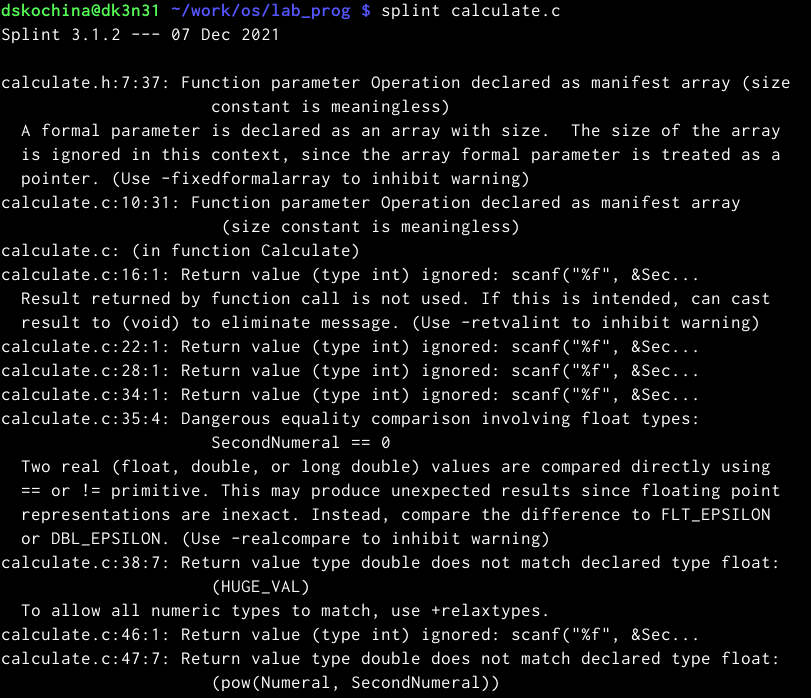 dskochina@dk3n31 ~/work/os/lab_prog $ splint calculate.c
Splint 3.1.2 --- 07 Dec 2021
calculate.h:7:37: Function parameter Operation declared as manifest array (size
constant is meaningless)
A formal parameter is declared as an array with size.  The size of the array
is ignored in this context, since the array formal parameter is treated as a
pointer. (Use -fixedformalarray to inhibit warning)
calculate.c:10:31: Function parameter Operation declared as manifest array
(size constant is meaningless)
calculate.c: (in function Calculate)
calculate.c:16:1: Return value (type int) ignored: scanf("%f", &Sec...
Result returned by function call is not used. If this is intended, can cast
result to (void) to eliminate message. (Use -retvalint to inhibit warning)
calculate.c:22:1: Return value (type int) ignored: scanf("%f", &Sec...
calculate.c:28:1: Return value (type int) ignored: scanf("%f", &Sec...
calculate.c:34:1: Return value (type int) ignored: scanf("%f", &Sec...
calculate.c:35:4: Dangerous equality comparison involving float types:
SecondNumeral == 0
Two real (float, double, or long double) values are compared directly using
== or != primitive. This may produce unexpected results since floating point
representations are inexact. Instead, compare the difference to FLT_EPSILON
or DBL_EPSILON. (Use -realcompare to inhibit warning)
calculate.c:38:7: Return value type double does not match declared type float:
(HUGE_VAL)
To allow all numeric types to match, use +relaxtypes.
calculate.c:46:1: Return value (type int) ignored: scanf("%f", &Sec...
calculate.c:47:7: Return value type double does not match declared type float:
(pow(Numeral, SecondNumeral))